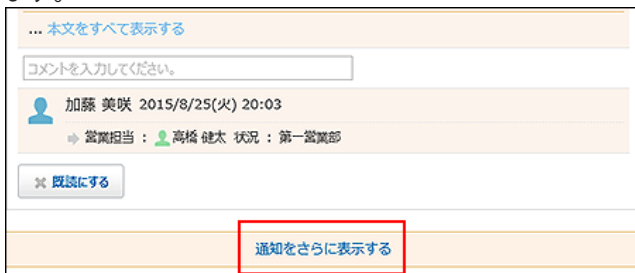 ... 本文をすべて表示する
コメントを入力してください。
加藤 美咲 2015/8/25(火) 20:03
営業担当 : 高橋 健太 状況 : 第一営業部
既読にする
通知をさらに表示する